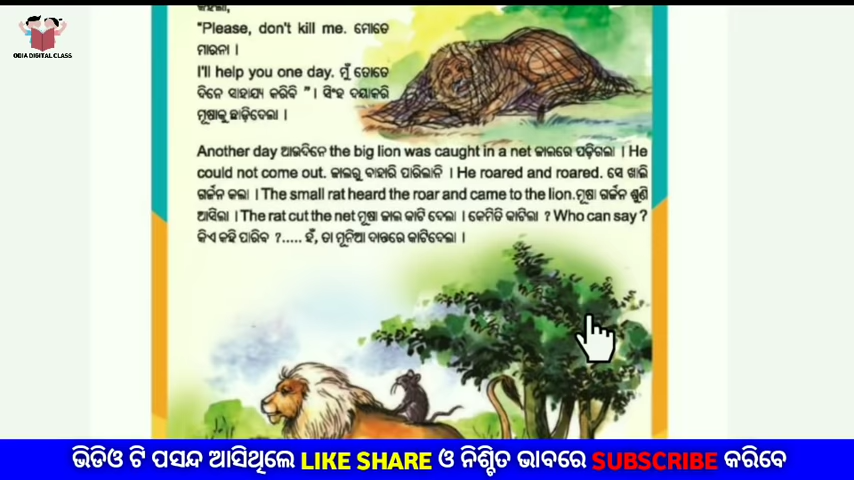 କହିଲା,
"Please, don't kill me. ମୋତେ
ମାରନା ।
I'll help you one day. ମୁଁ ତୋତେ
ଦିନେ ସାହାଯ୍ୟ କରିବି " । ସିଂହ ଦୟାକରି
ମୂଷାକୁ ଛାଡ଼ିଦେଲା ।
Another day ଆଉଦିନେ the big lion was caught in a net ଜାଲରେ ପଡ଼ିଗଲା । He
could not come out. ଜାଲରୁ ବାହାରି ପାରିଲାନି । He roared and roared. ସେ ଖାଲି
ଗର୍ଜନ କଲା । The small rat heard the roar and came to the lion.ମୂଷା ଗର୍ଜନ ଶୁଣି
ଆସିଲା । The rat cut the net ମୂଷା ଜାଲ କାଟି ଦେଲା । କେମିତି କାଟିଲା ? Who can say ?
କିଏ କହି ପାରିବ ?..... ହଁ, ତା ମୁନିଆ ଦାନ୍ତରେ କାଟିଦେଲା ।
ODIA DIGITAL CLASS
ଭିଡିଓ ଟି ପସନ୍ଦ ଆସିଥିଲେ LIKE SHARE ଓ ନିଶ୍ଚିତ ଭାବରେ SUBSCRIBE କରିବେ